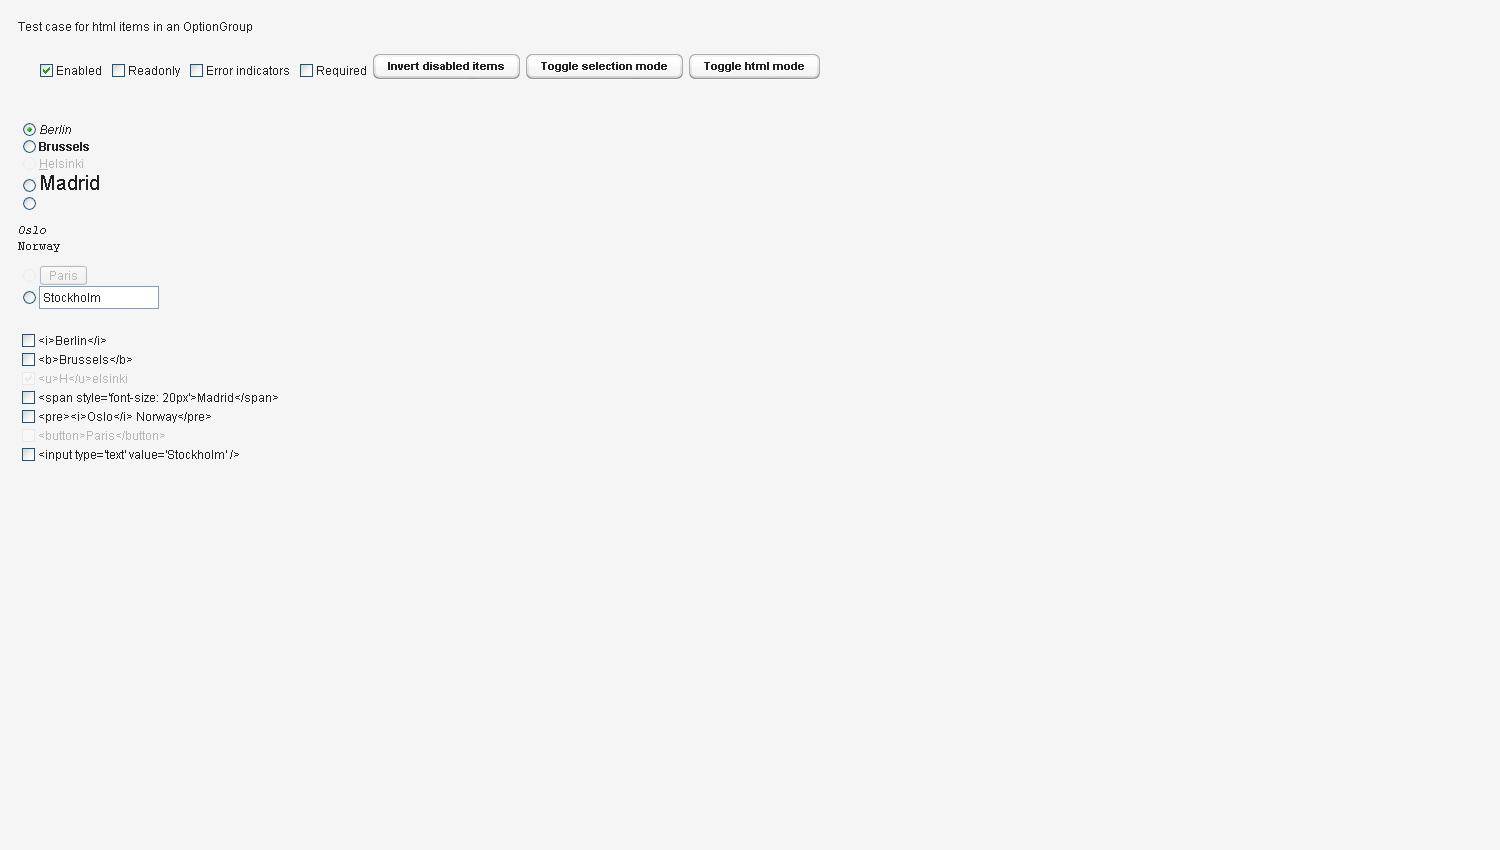 Test case for html items in an OptionGroup
Enabled Readonly Error indicators Required Invert disabled items Toggle selection mode Toggle html mode
Berlin
Brussels
Helsinki
Madrid
Oslo
Norway
Paris
Stockholm
<i>Berlin</i>
<b>Brussels</b>
<u>H</u>elsinki
<span style='font-size: 20px'>Madrid</span>
<pre><i>Oslo</i> Norway</pre>
<button>Paris</button>
<input type='text' value='Stockholm' />